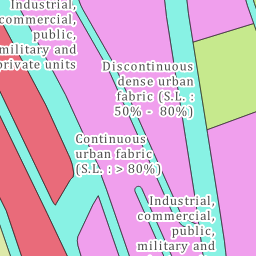 Industrial,
commercial,
public,
military and
private units
Discontinuous
dense urban
fabric (S.L. :
50% - 80%)
Continuous
urban fabric
(S.L. : > 80%)
Industrial,
commercial,
public,
military and